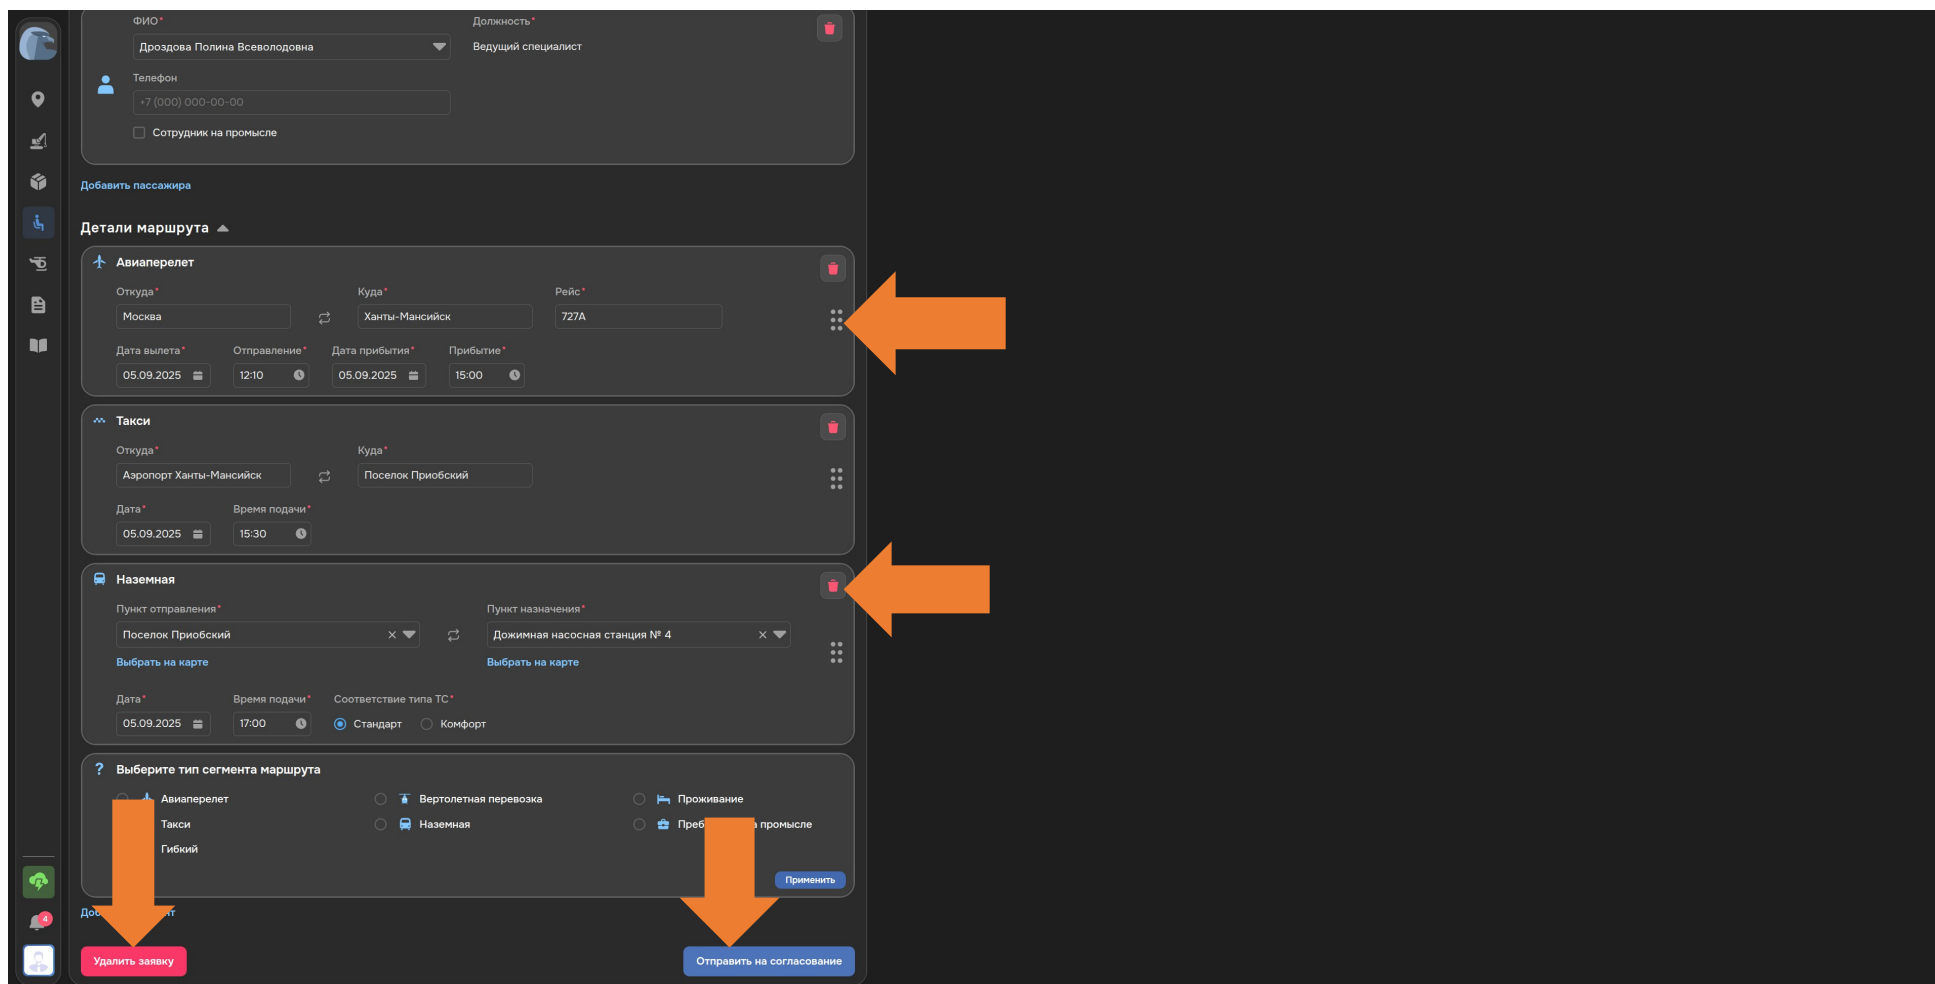 ФИО*
Должность*
Дроздова Полина Всеволодовна
Ведущий специалист
Телефон
+7 (000) 000-00-00
Сотрудник на промысле
Добавить пассажира
Детали маршрута
Авиаперелет
Откуда* Куда* Рейс*
Москва Ханты-Мансийск 727А
Дата вылета* Отправление* Дата прибытия* Прибытие*
05.09.2025 12:10 05.09.2025 15:00
Такси
Откуда* Куда*
Аэропорт Ханты-Мансийск Поселок Приобский
Дата* Время подачи*
05.09.2025 15:30
Наземная
Пункт отправления* Пункт назначения*
Поселок Приобский Дожимная насосная станция № 4
Выбрать на карте Выбрать на карте
Дата* Время подачи* Соответствие типа ТС*
05.09.2025 17:00 Стандарт Комфорт
? Выберите тип сегмента маршрута
Авиаперелет Вертолетная перевозка Проживание
Такси Наземная промысле
Гибкий
Применить
4
Удалить заявку Отправить на согласование